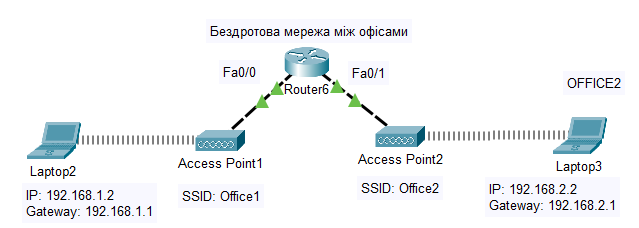 Бездротова мережа між офісами
Fa0/0
Fa0/1
Router6
OFFICE2
Laptop2
Access Point1
Access Point2
Laptop3
IP: 192.168.1.2
Gateway: 192.168.1.1
SSID: Office1
SSID: Office2
IP: 192.168.2.2
Gateway: 192.168.2.1